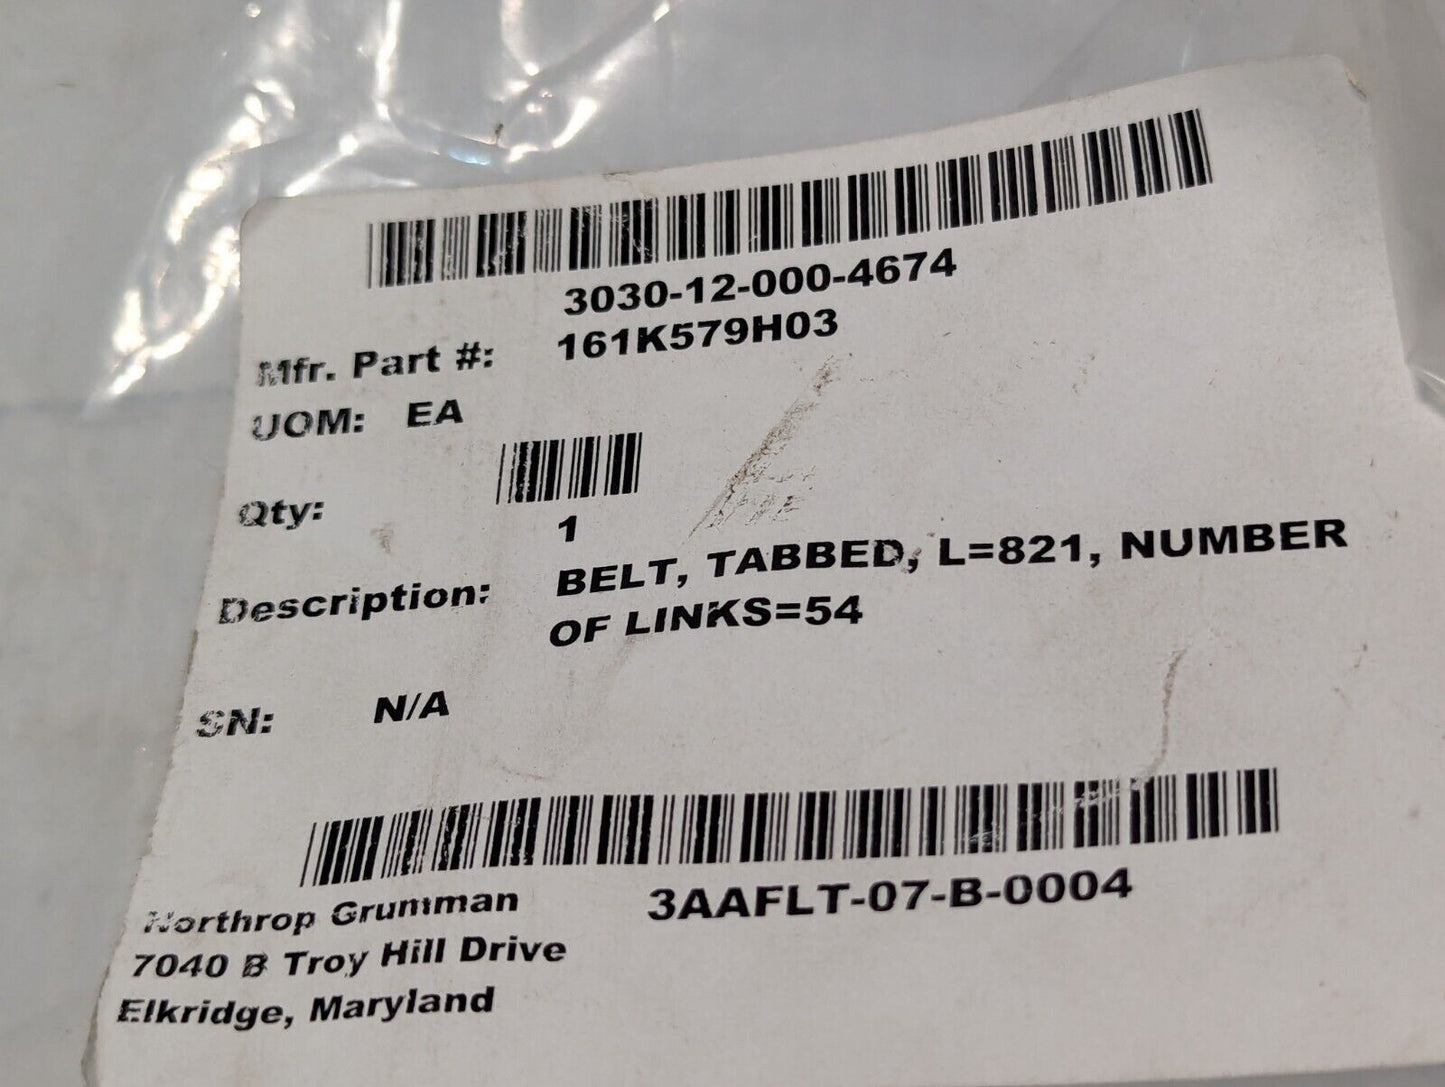 3030-12-000-4674
Mfr. Part #: 161K579H03
UOM: EA
Qty: 1
Description: BELT, TABBED, L=821, NUMBER
OF LINKS=54
SN: N/A
3AAFLT-07-B-0004
Northrop Grumman
7040 B Troy Hill Drive
Elkridge, Maryland